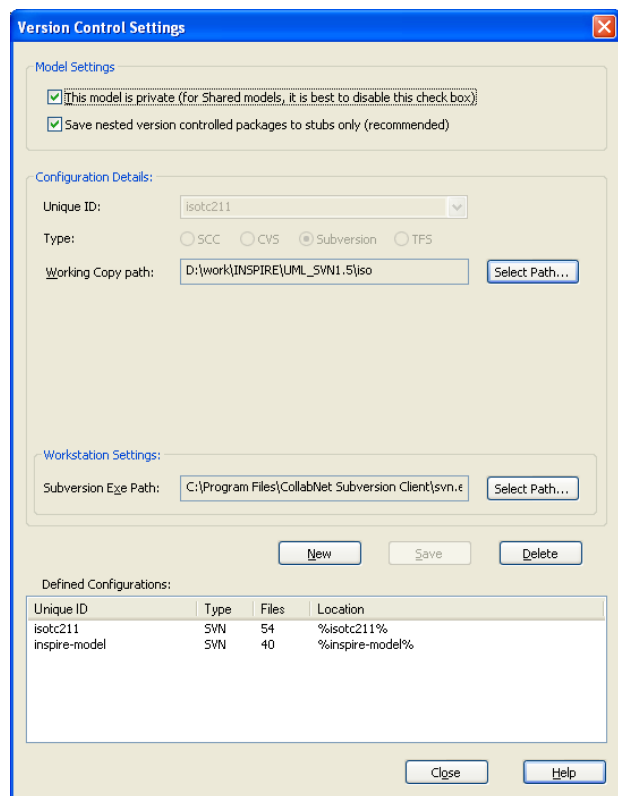 Version Control Settings
Model Settings
This model is private (for Shared models, it is best to disable this check box)
Save nested version controlled packages to stubs only (recommended)
Configuration Details:
Unique ID: isotc211
Type: SCC CVS Subversion TFS
Working Copy path: D:\work\INSPIRE\UML_SVN1.5\iso Select Path...
Workstation Settings:
Subversion Exe Path: C:\Program Files\CollabNet Subversion Client\svn.e Select Path...
New Save Delete
Defined Configurations:
Unique ID Type Files Location
isotc211 SVN 54 %isotc211%
inspire-model SVN 40 %inspire-model%
Close Help